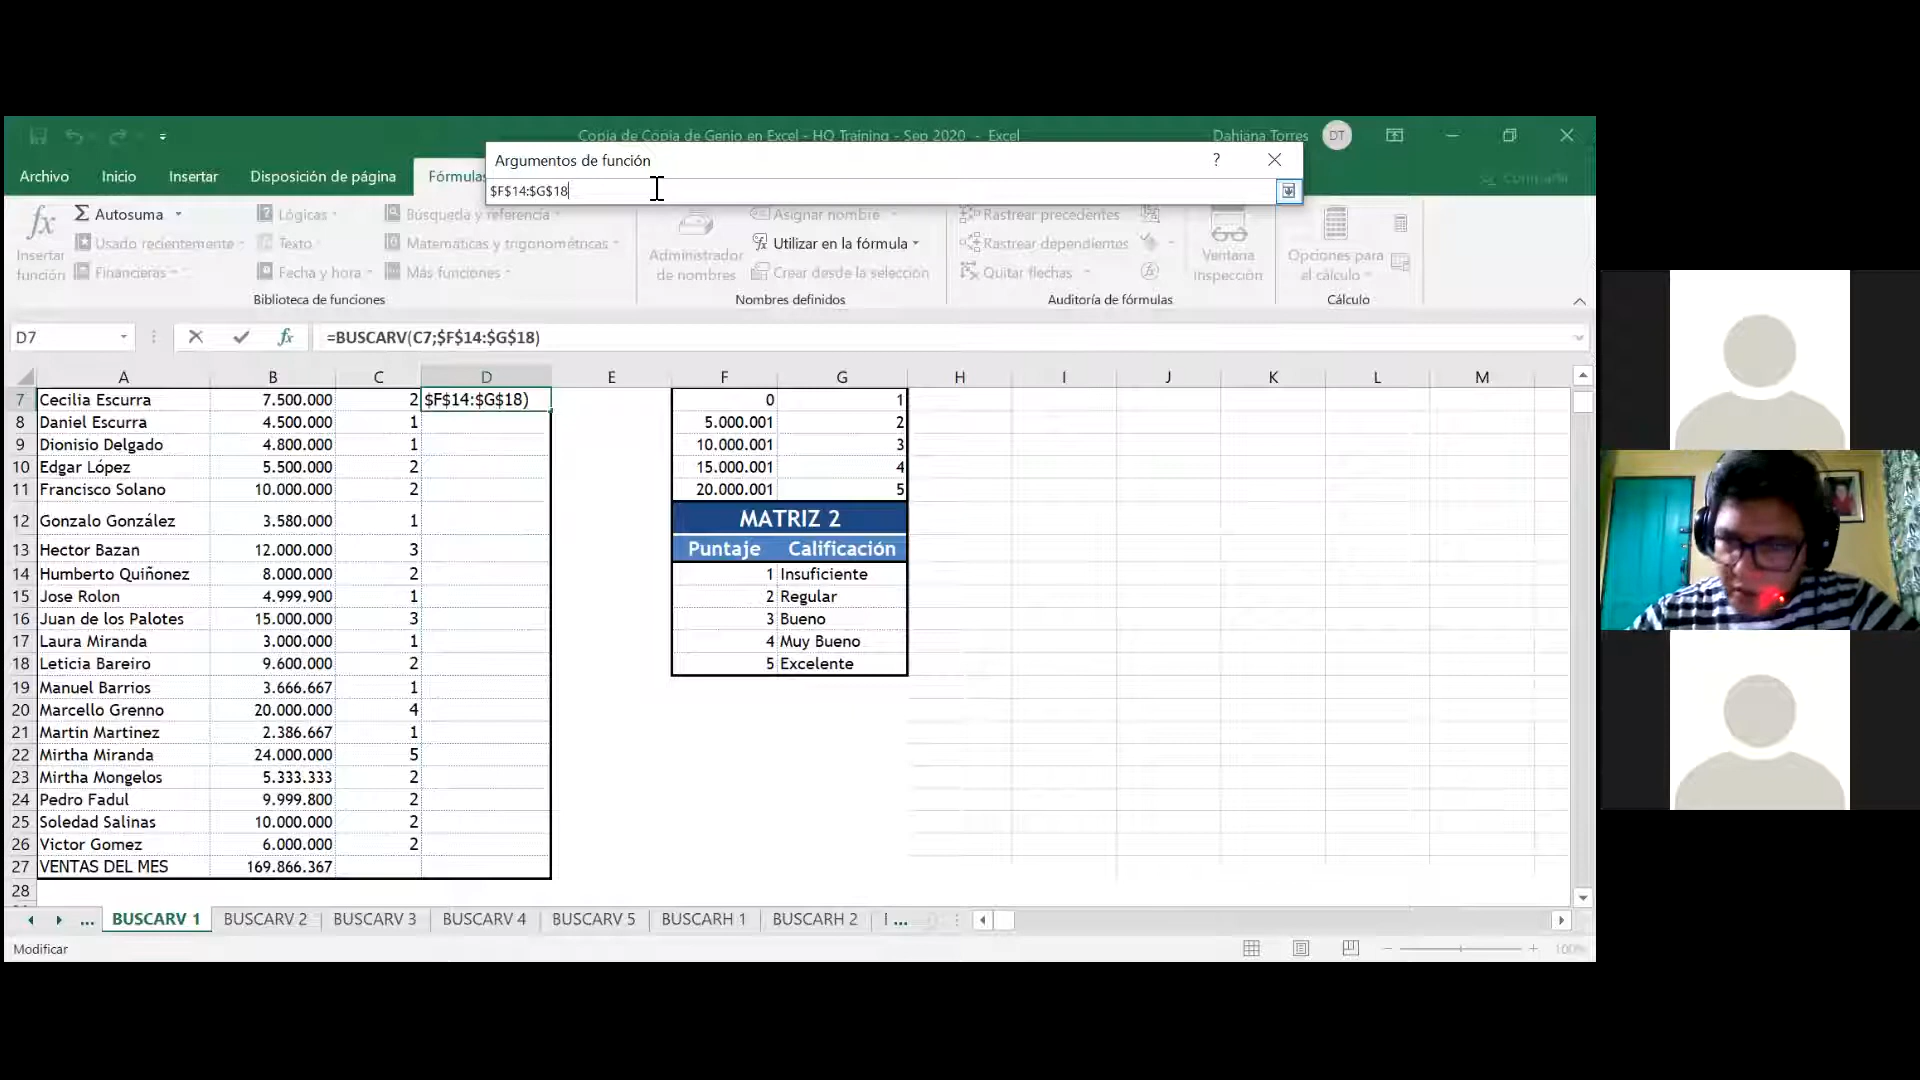 Copia de Copia de Genio en Excel - HQ Training - Sep 2020 - Excel
Dahiana Torres
DT
Argumentos de función
?
$F$14:$G$18
Archivo
Inicio
Insertar
Disposición de página
Fórmulas
Compartir
Insertar función
Autosuma
Usado recientemente
Financieras
Lógicas
Texto
Fecha y hora
Búsqueda y referencia
Matemáticas y trigonométricas
Más funciones
Biblioteca de funciones
Administrador de nombres
Asignar nombre
Utilizar en la fórmula
Crear desde la selección
Nombres definidos
Rastrear precedentes
Rastrear dependientes
Quitar flechas
Auditoría de fórmulas
Ventana Inspección
Opciones para el cálculo
Cálculo
D7
fx
=BUSCARV(C7;$F$14:$G$18)
A B C D E F G H I J K L M
7 Cecilia Escurra 7.500.000 2 $F$14:$G$18) 0 1
8 Daniel Escurra 4.500.000 1 5.000.001 2
9 Dionisio Delgado 4.800.000 1 10.000.001 3
10 Edgar López 5.500.000 2 15.000.001 4
11 Francisco Solano 10.000.000 2 20.000.001 5
12 Gonzalo González 3.580.000 1 MATRIZ 2
13 Hector Bazan 12.000.000 3 Puntaje Calificación
14 Humberto Quiñonez 8.000.000 2 1 Insuficiente
15 Jose Rolon 4.999.900 1 2 Regular
16 Juan de los Palotes 15.000.000 3 3 Bueno
17 Laura Miranda 3.000.000 1 4 Muy Bueno
18 Leticia Bareiro 9.600.000 2 5 Excelente
19 Manuel Barrios 3.666.667 1
20 Marcello Grenno 20.000.000 4
21 Martin Martinez 2.386.667 1
22 Mirtha Miranda 24.000.000 5
23 Mirtha Mongelos 5.333.333 2
24 Pedro Fadul 9.999.800 2
25 Soledad Salinas 10.000.000 2
26 Victor Gomez 6.000.000 2
27 VENTAS DEL MES 169.866.367
28
... BUSCARV 1 BUSCARV 2 BUSCARV 3 BUSCARV 4 BUSCARV 5 BUSCARH 1 BUSCARH 2 I ...
Modificar
100%